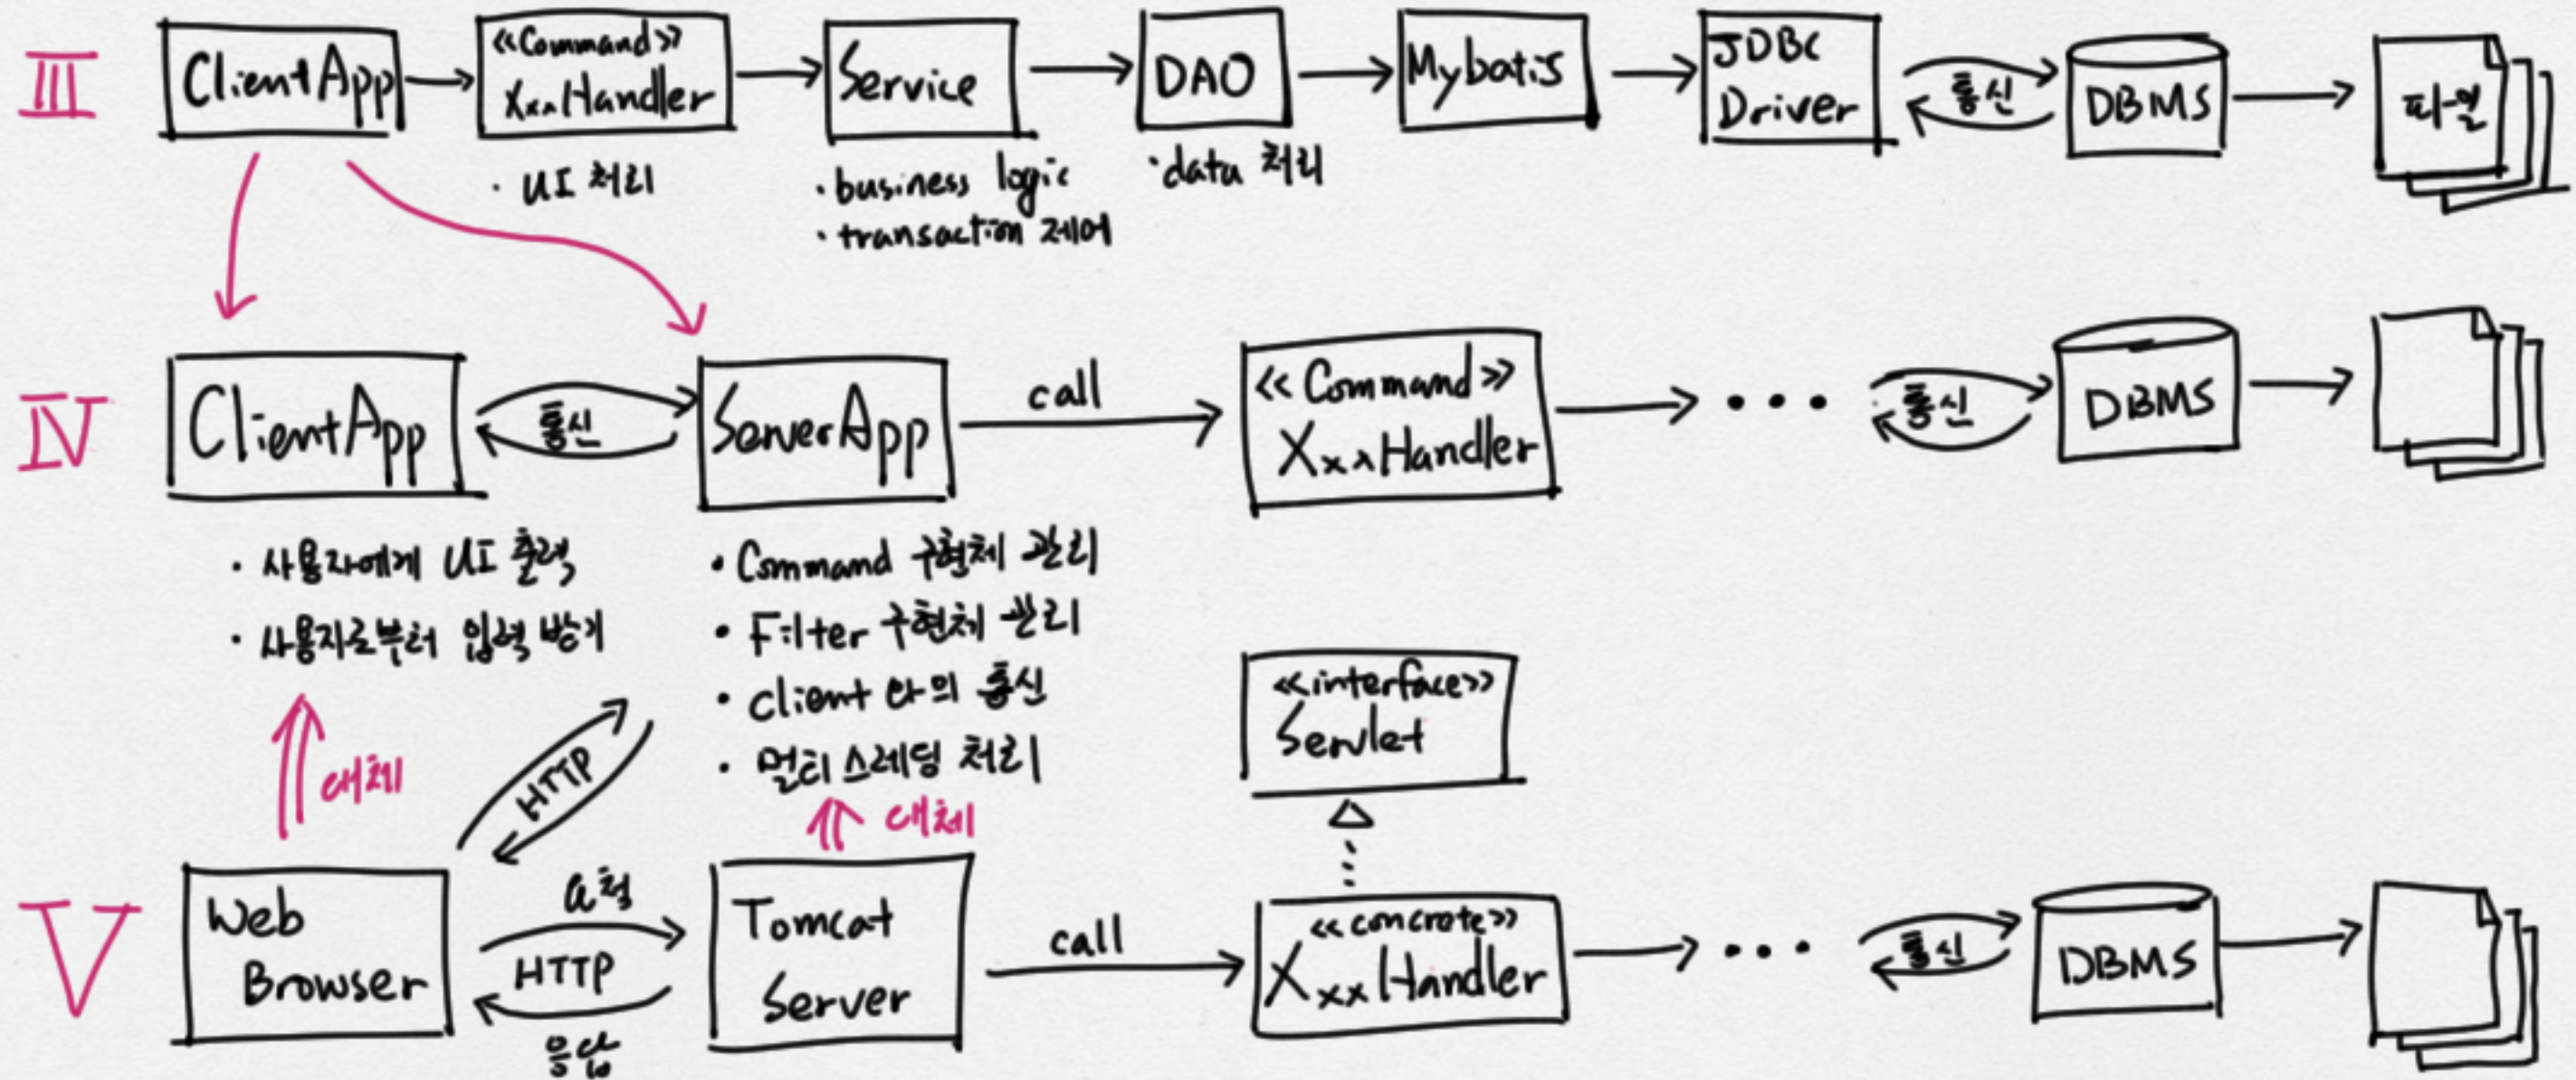 III
ClientApp
<<Command>>
XxxHandler
Service
DAO
Mybatis
JDBC
Driver
통신
DBMS
파일
· UI 처리
· business logic
· transaction 제어
· data 처리
IV
ClientApp
통신
ServerApp
call
<<Command>>
XxxHandler
• • •
통신
DBMS
· 사용자에게 UI 출력
· 사용자로부터 입력 받기
• Command 구현체 관리
• Filter 구현체 관리
• client 와의 통신
• 멀티 스레딩 처리
<<interface>>
Servlet
대체
HTTP
대체
V
Web
Browser
HTTP
응답
Tomcat
Server
call
<<concrete>>
XxxHandler
• • •
통신
DBMS